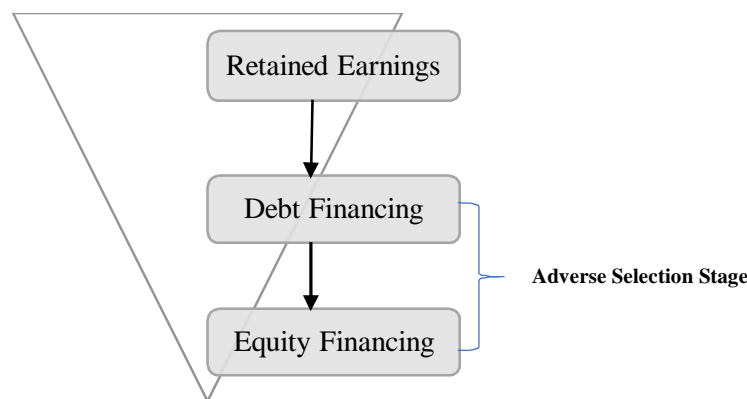 Retained Earnings
Debt Financing
Adverse Selection Stage
Equity Financing